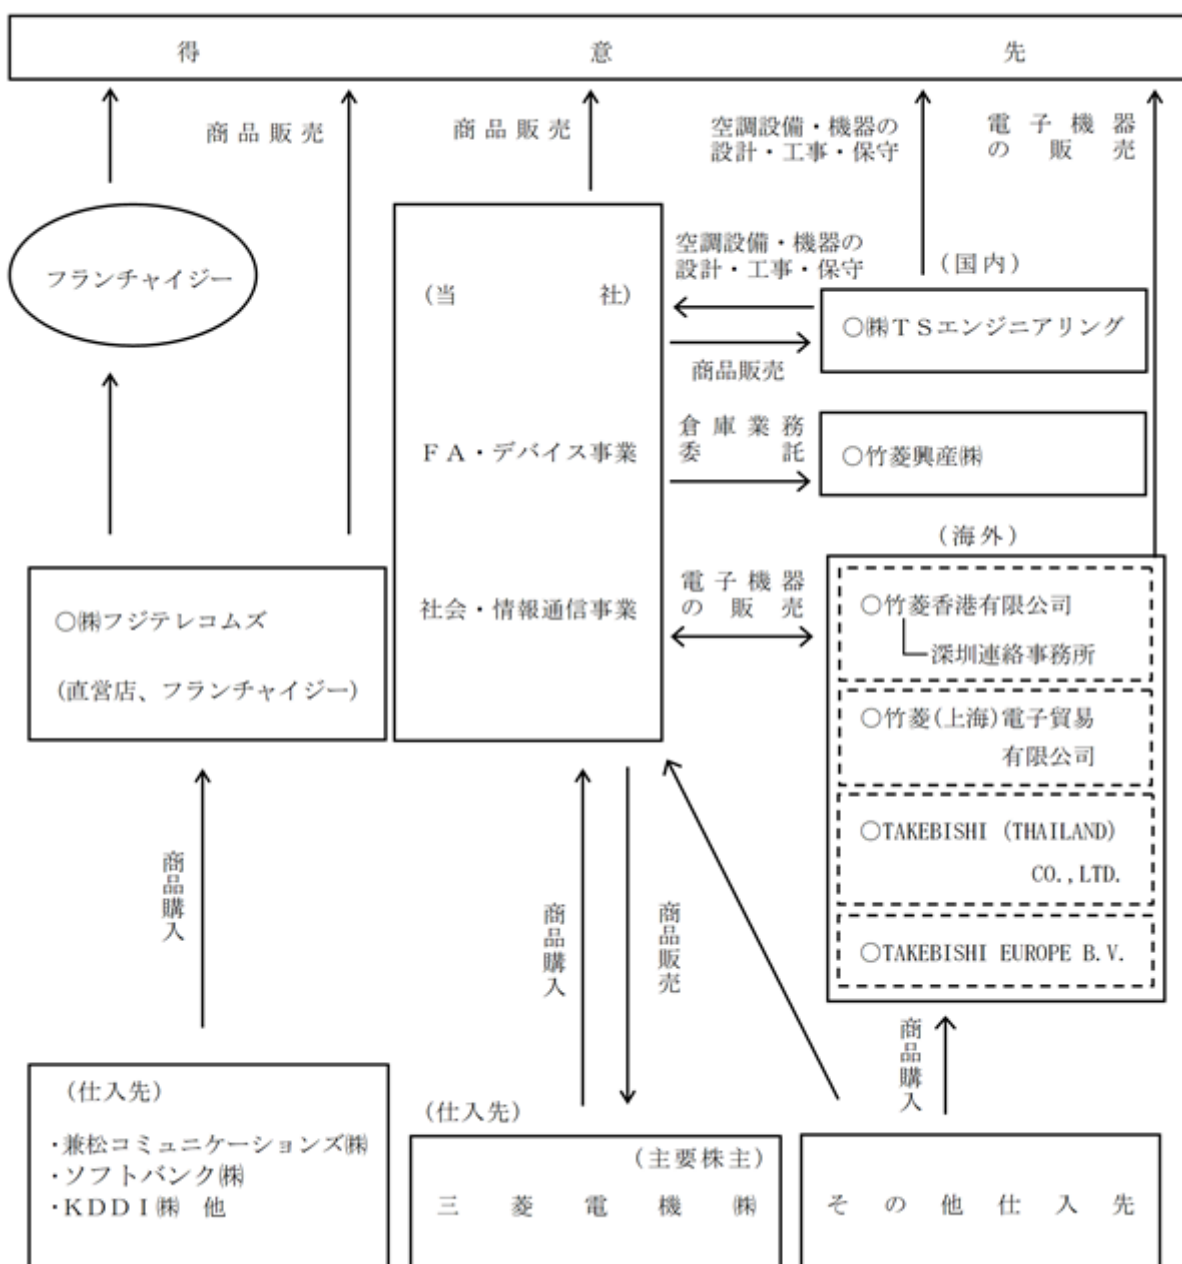 得意先
商品販売
商品販売
空調設備・機器の
設計・工事・保守
電子機器
の販売
フランチャイジー
(当社)
ＦＡ・デバイス事業
社会・情報通信事業
空調設備・機器の
設計・工事・保守
商品販売
(国内)
○㈱ＴＳエンジニアリング
倉庫業務
委託
○竹菱興産㈱
(海外)
電子機器
の販売
○竹菱香港有限公司
深圳連絡事務所
○竹菱(上海)電子貿易
有限公司
○TAKEBISHI (THAILAND)
CO.,LTD.
○TAKEBISHI EUROPE B.V.
○㈱フジテレコムズ
(直営店、フランチャイジー)
商品購入
商品購入
商品販売
商品購入
(仕入先)
・兼松コミュニケーションズ㈱
・ソフトバンク㈱
・ＫＤＤＩ㈱ 他
(仕入先)
(主要株主)
三菱電機㈱
その他仕入先